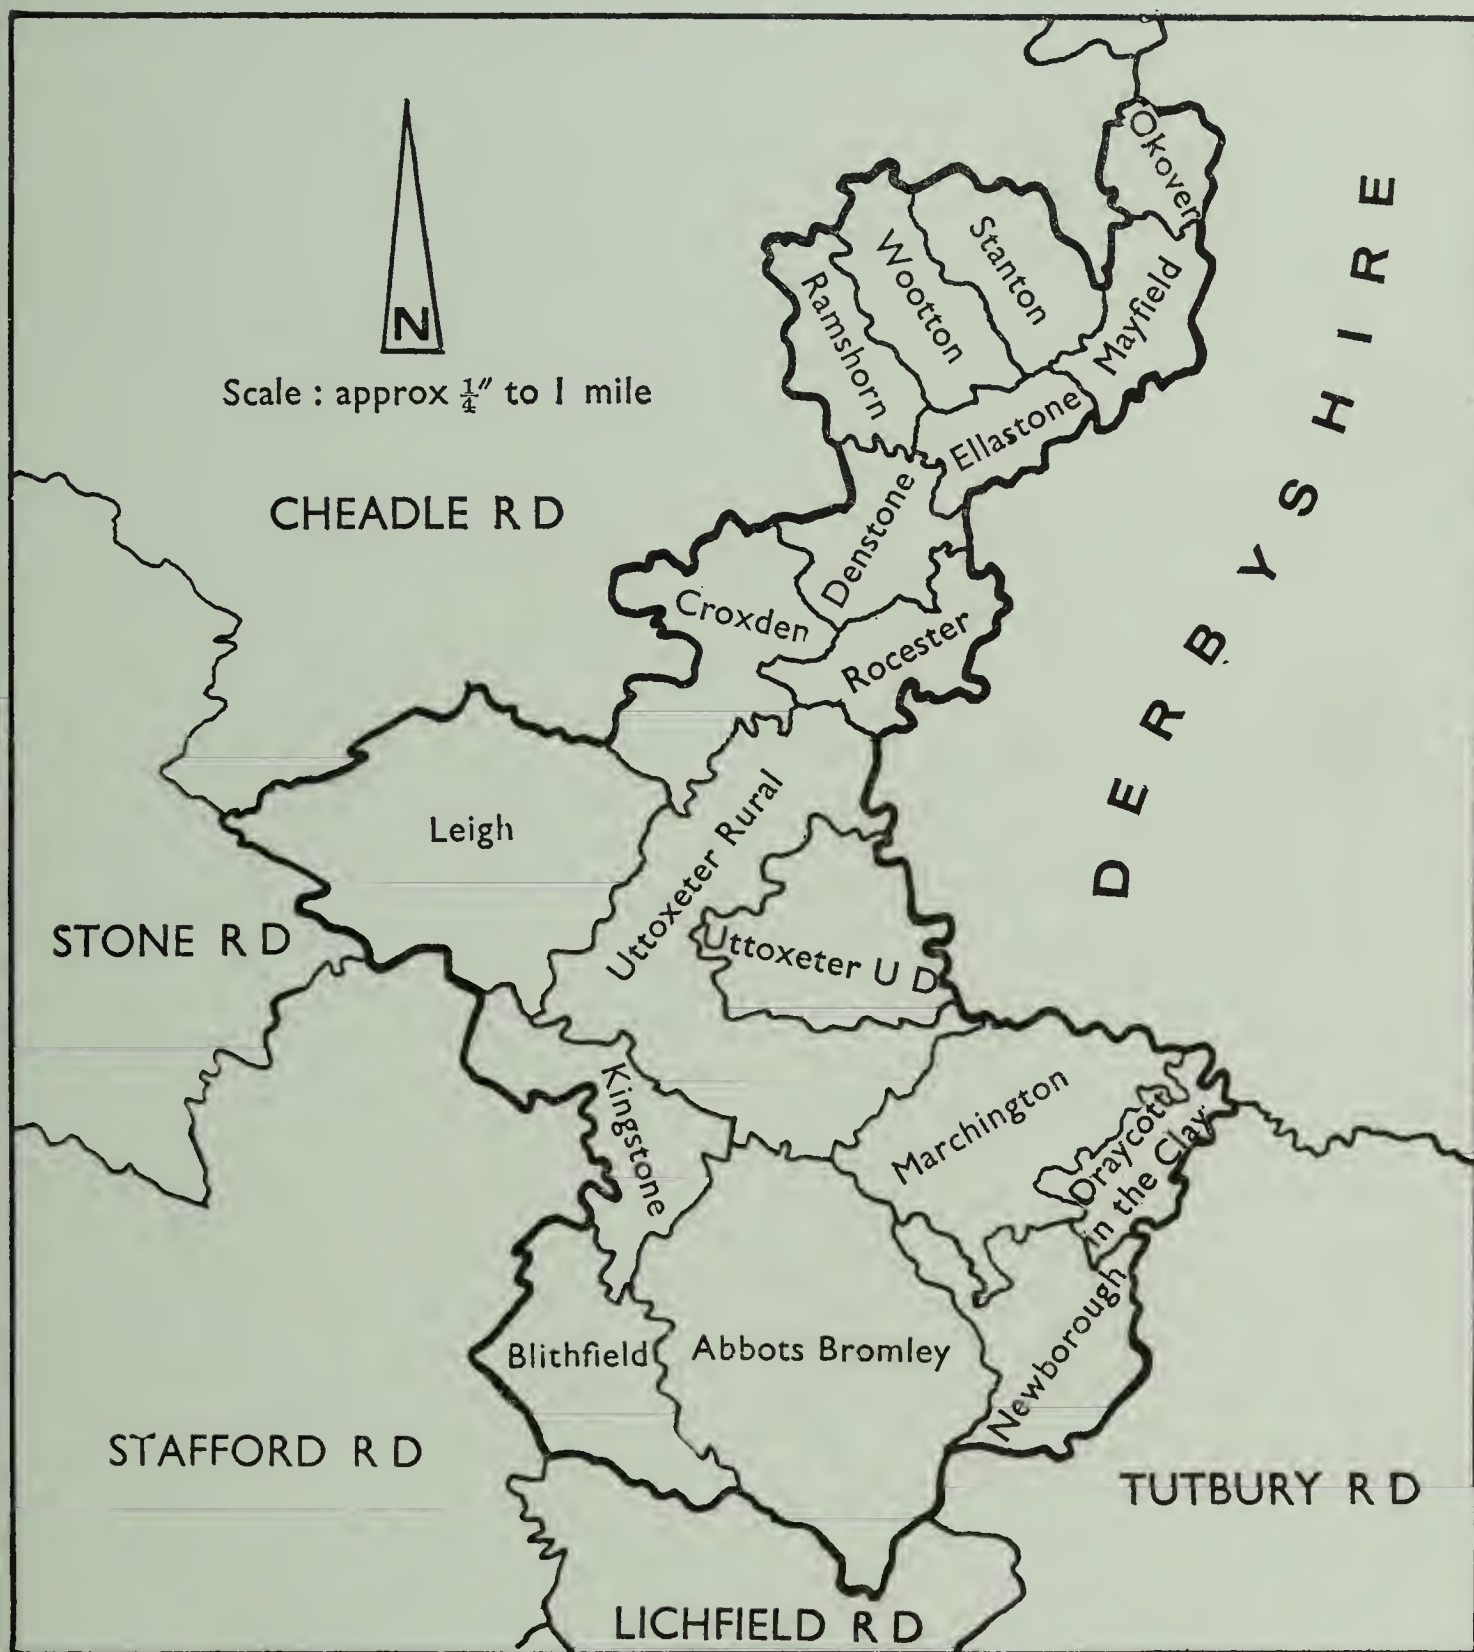 Okover
DERBYSHIRE
Stanton
Wootton
Mayfield
Ramshorn
N
Scale : approx ¼″ to 1 mile
Ellastone
CHEADLE R D
Denstone
Croxden
Rocester
Leigh
Uttoxeter Rural
STONE R D
Uttoxeter U D
Kingstone
Marchington
Draycott
in the Clay
Newborough
Blithfield
Abbots Bromley
STAFFORD R D
TUTBURY R D
LICHFIELD R D